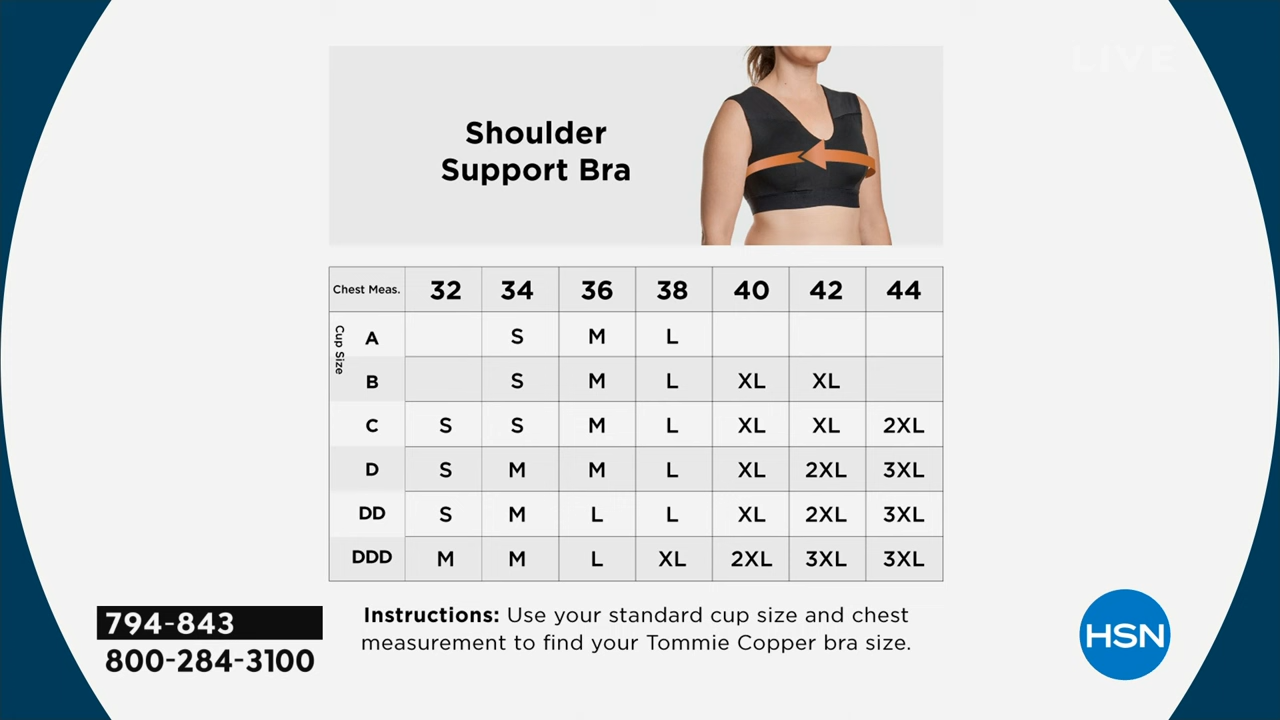 LIVE
Shoulder
Support Bra
Chest Meas. 32 34 36 38 40 42 44
Cup Size
A S M L
B S M L XL XL
C S S M L XL XL 2XL
D S M M L XL 2XL 3XL
DD S M L L XL 2XL 3XL
DDD M M L XL 2XL 3XL 3XL
Instructions: Use your standard cup size and chest
measurement to find your Tommie Copper bra size.
794-843
800-284-3100
HSN